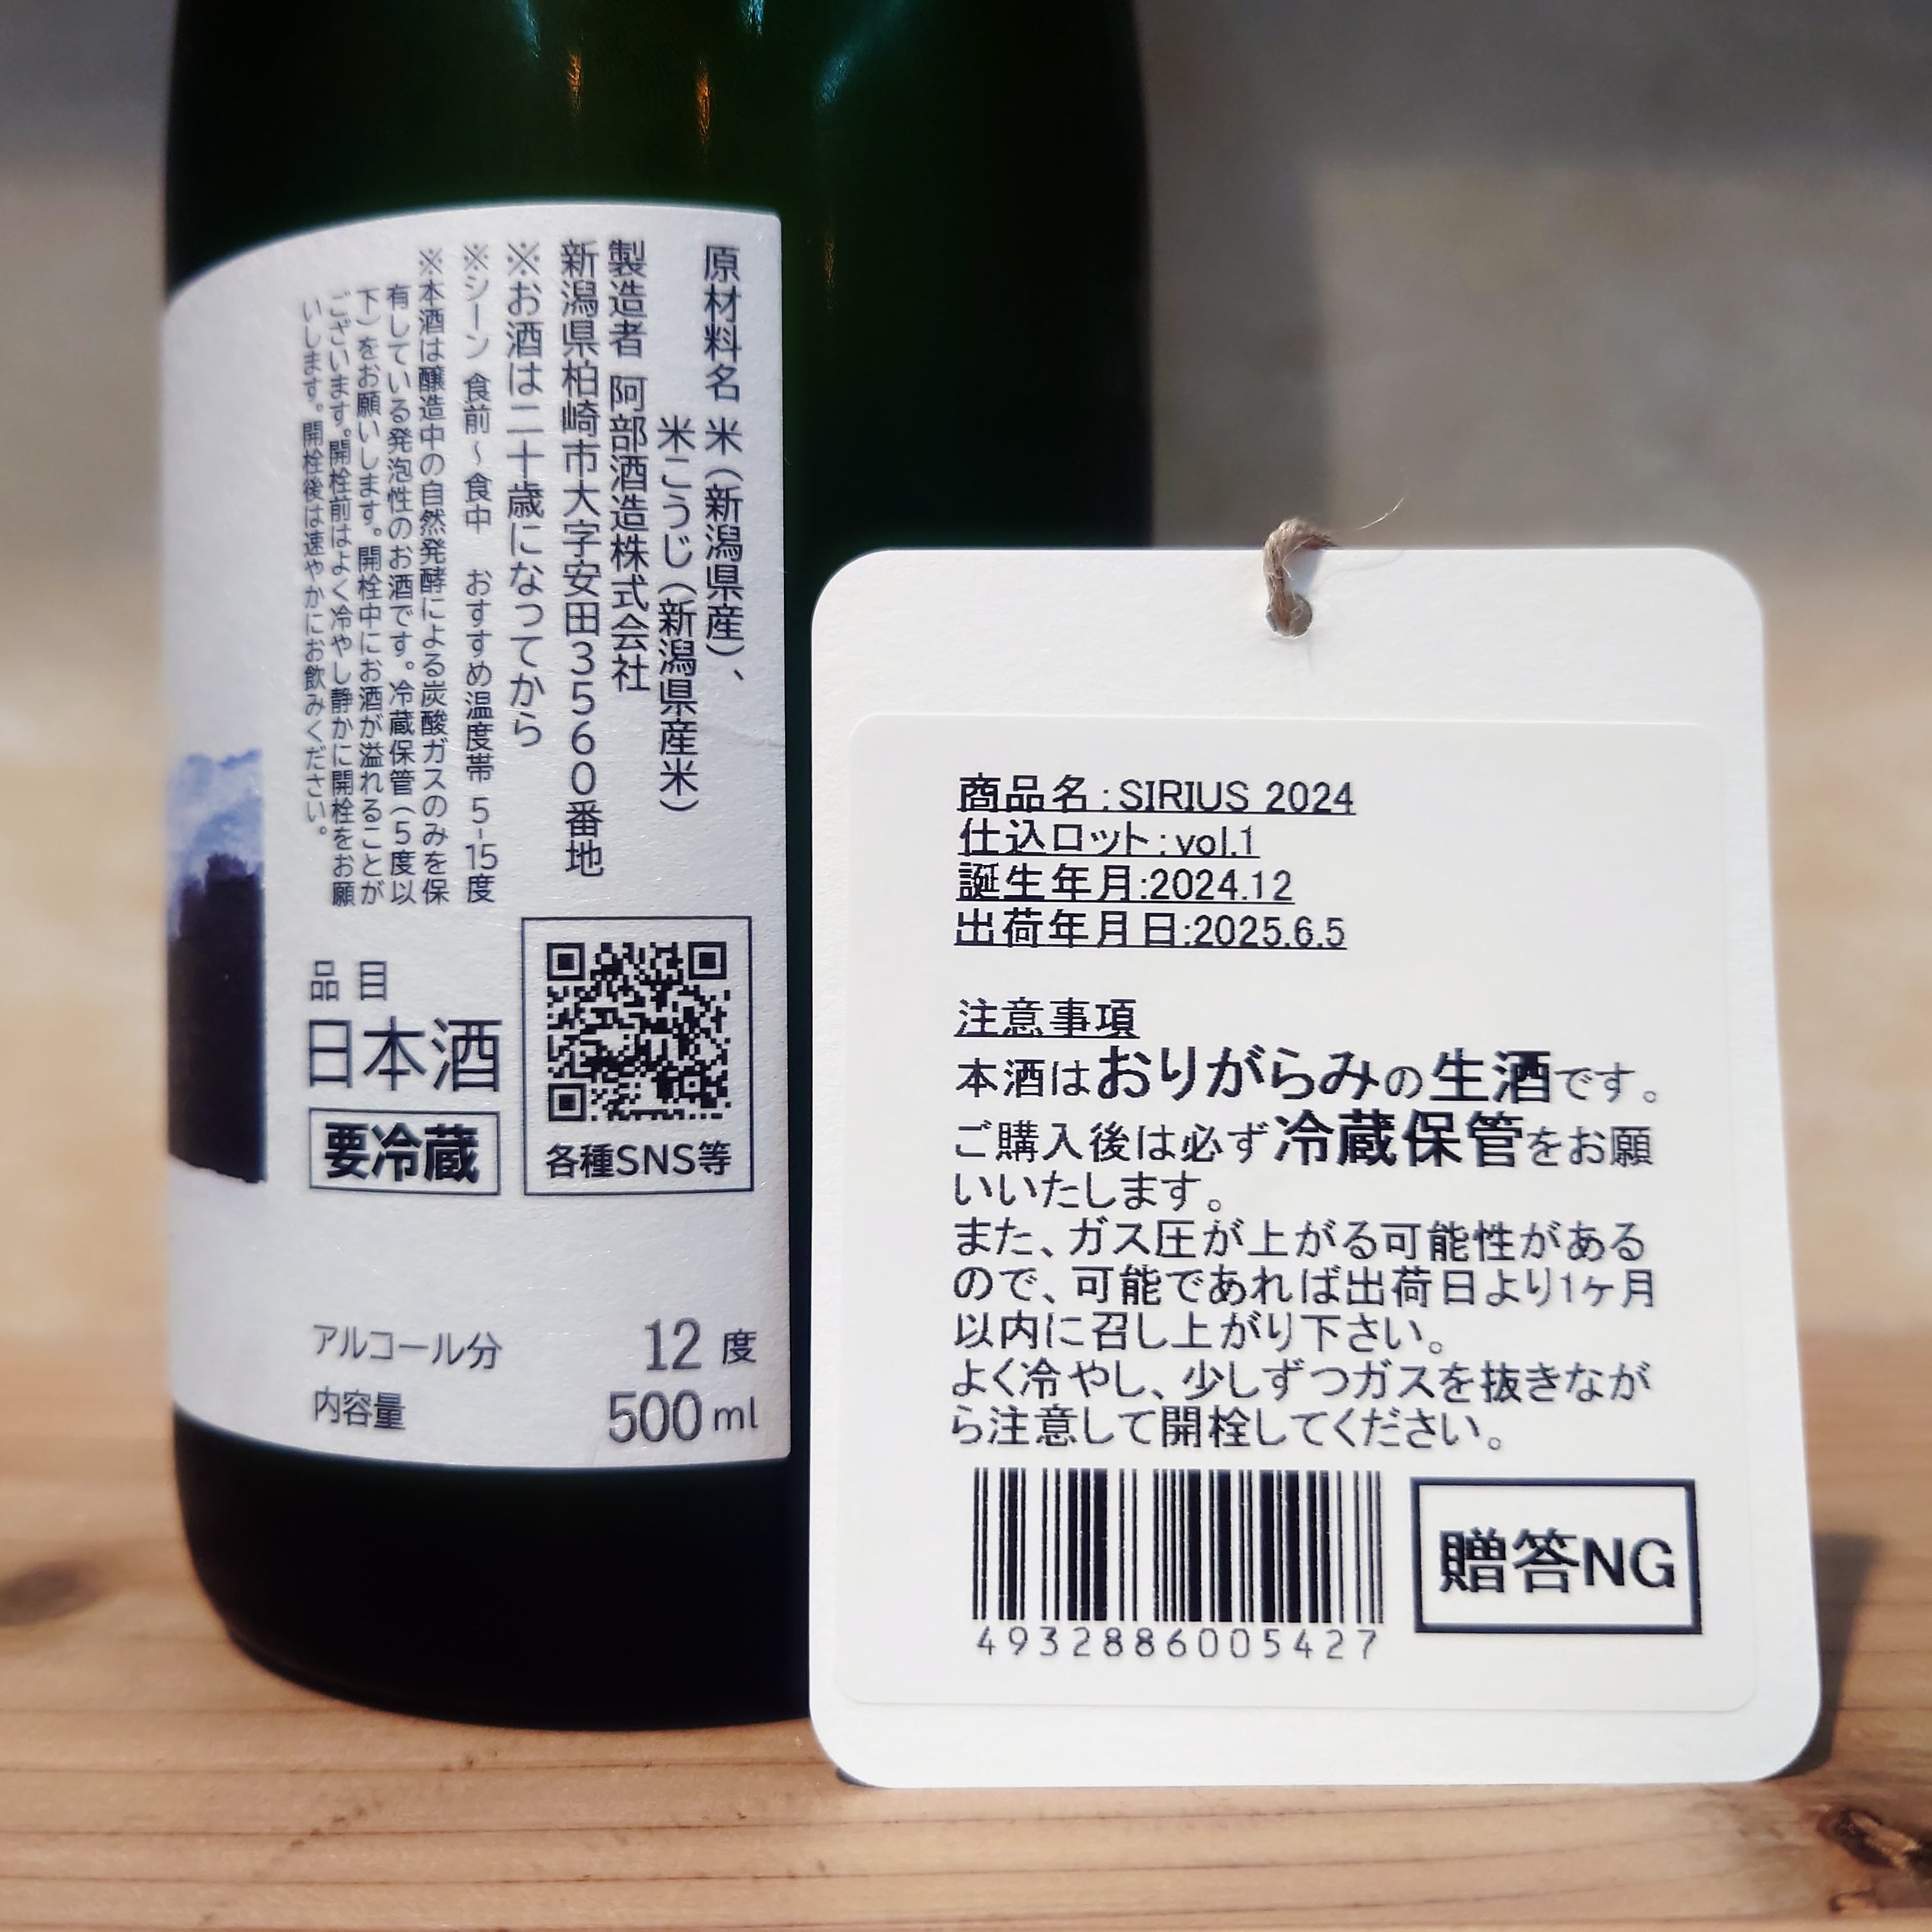 原材料名 米(新潟県産)、
米こうじ(新潟県産米)
製造者 阿部酒造株式会社
新潟県柏崎市大字安田3560番地
※お酒は二十歳になってから
※シーン 食前～食中 おすすめ温度帯 5-15度
※本酒は醸造中の自然発酵による炭酸ガスのみを保
有している発泡性のお酒です。冷蔵保管(5度以
下)をお願いします。開栓中にお酒が溢れることが
ございます。開栓前はよく冷やし静かに開栓をお願
いします。開栓後は速やかにお飲みください。
品目
日本酒
要冷蔵
各種SNS等
アルコール分 12度
内容量 500ml
商品名:SIRIUS 2024
仕込ロット:vol.1
誕生年月:2024.12
出荷年月日:2025.6.5
注意事項
本酒はおりがらみの生酒です。
ご購入後は必ず冷蔵保管をお願
いいたします。
また、ガス圧が上がる可能性がある
ので、可能であれば出荷日より1ヶ月
以内に召し上がり下さい。
よく冷やし、少しずつガスを抜きなが
ら注意して開栓してください。
4932886005427
贈答NG